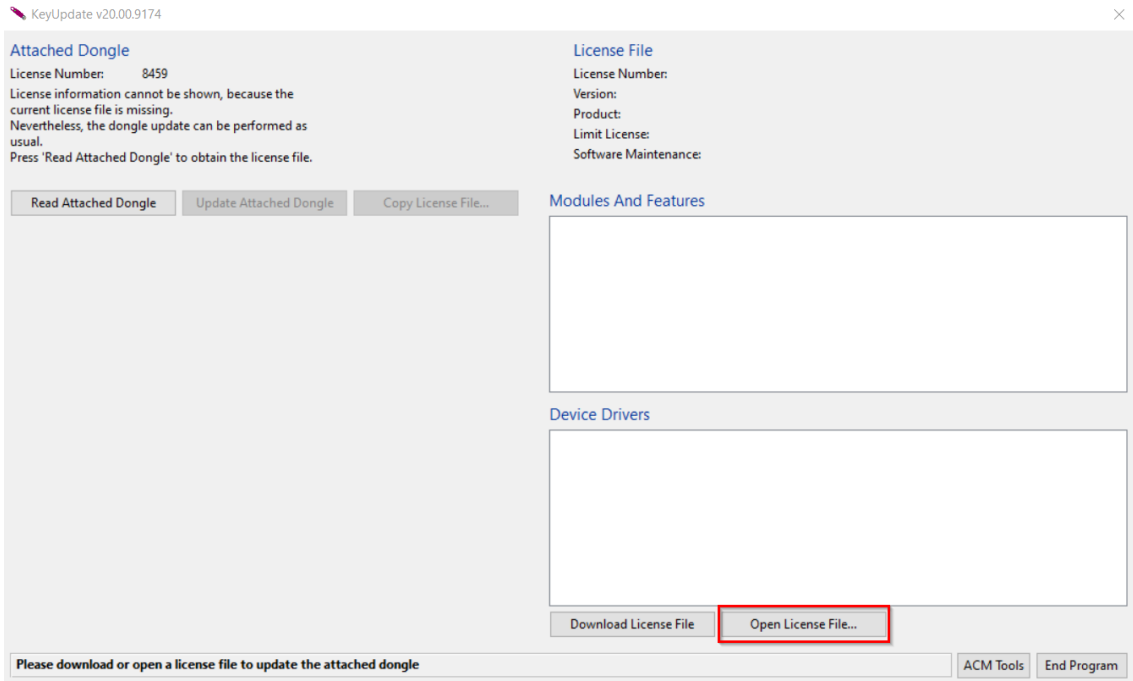 KeyUpdate v20.00.9174
Attached Dongle
License Number: 8459
License information cannot be shown, because the
current license file is missing.
Nevertheless, the dongle update can be performed as
usual.
Press 'Read Attached Dongle' to obtain the license file.
Read Attached Dongle
Update Attached Dongle
Copy License File...
License File
License Number:
Version:
Product:
Limit License:
Software Maintenance:
Modules And Features
Device Drivers
Download License File
Open License File...
Please download or open a license file to update the attached dongle
ACM Tools
End Program